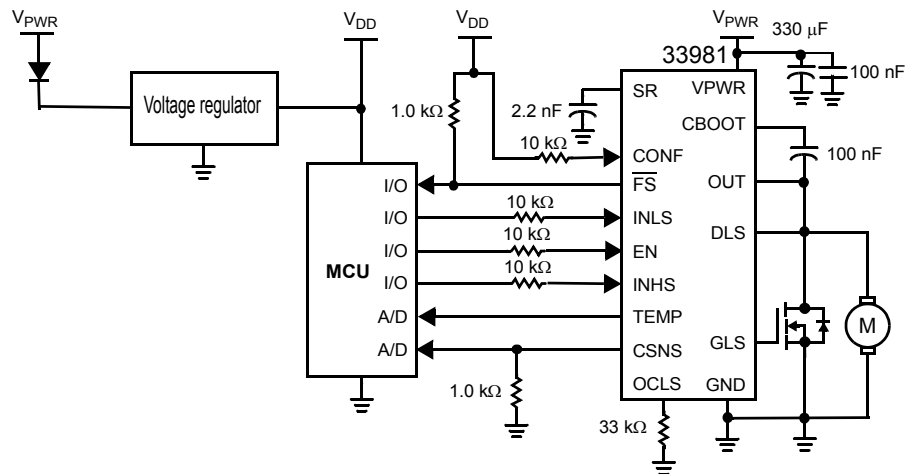 VPWR
VDD
VDD
VPWR
330 μF
33981
100 nF
Voltage regulator
1.0 kΩ
2.2 nF
SR
VPWR
CBOOT
10 kΩ
CONF
100 nF
I/O
FS
OUT
10 kΩ
I/O
INLS
DLS
10 kΩ
I/O
EN
MCU
10 kΩ
I/O
INHS
A/D
TEMP
M
A/D
CSNS
GLS
1.0 kΩ
OCLS
GND
33 kΩ